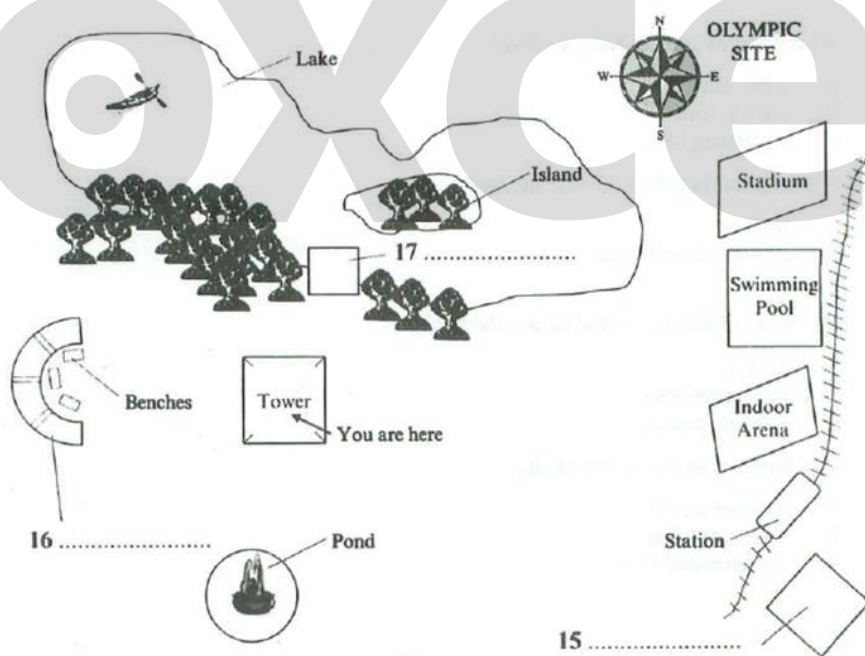 oxce
N
W E
S
OLYMPIC
SITE
Lake
Island
Stadium
17 ........................
Swimming
Pool
Benches
Tower
You are here
Indoor
Arena
16 ........................
Pond
Station
15 ........................